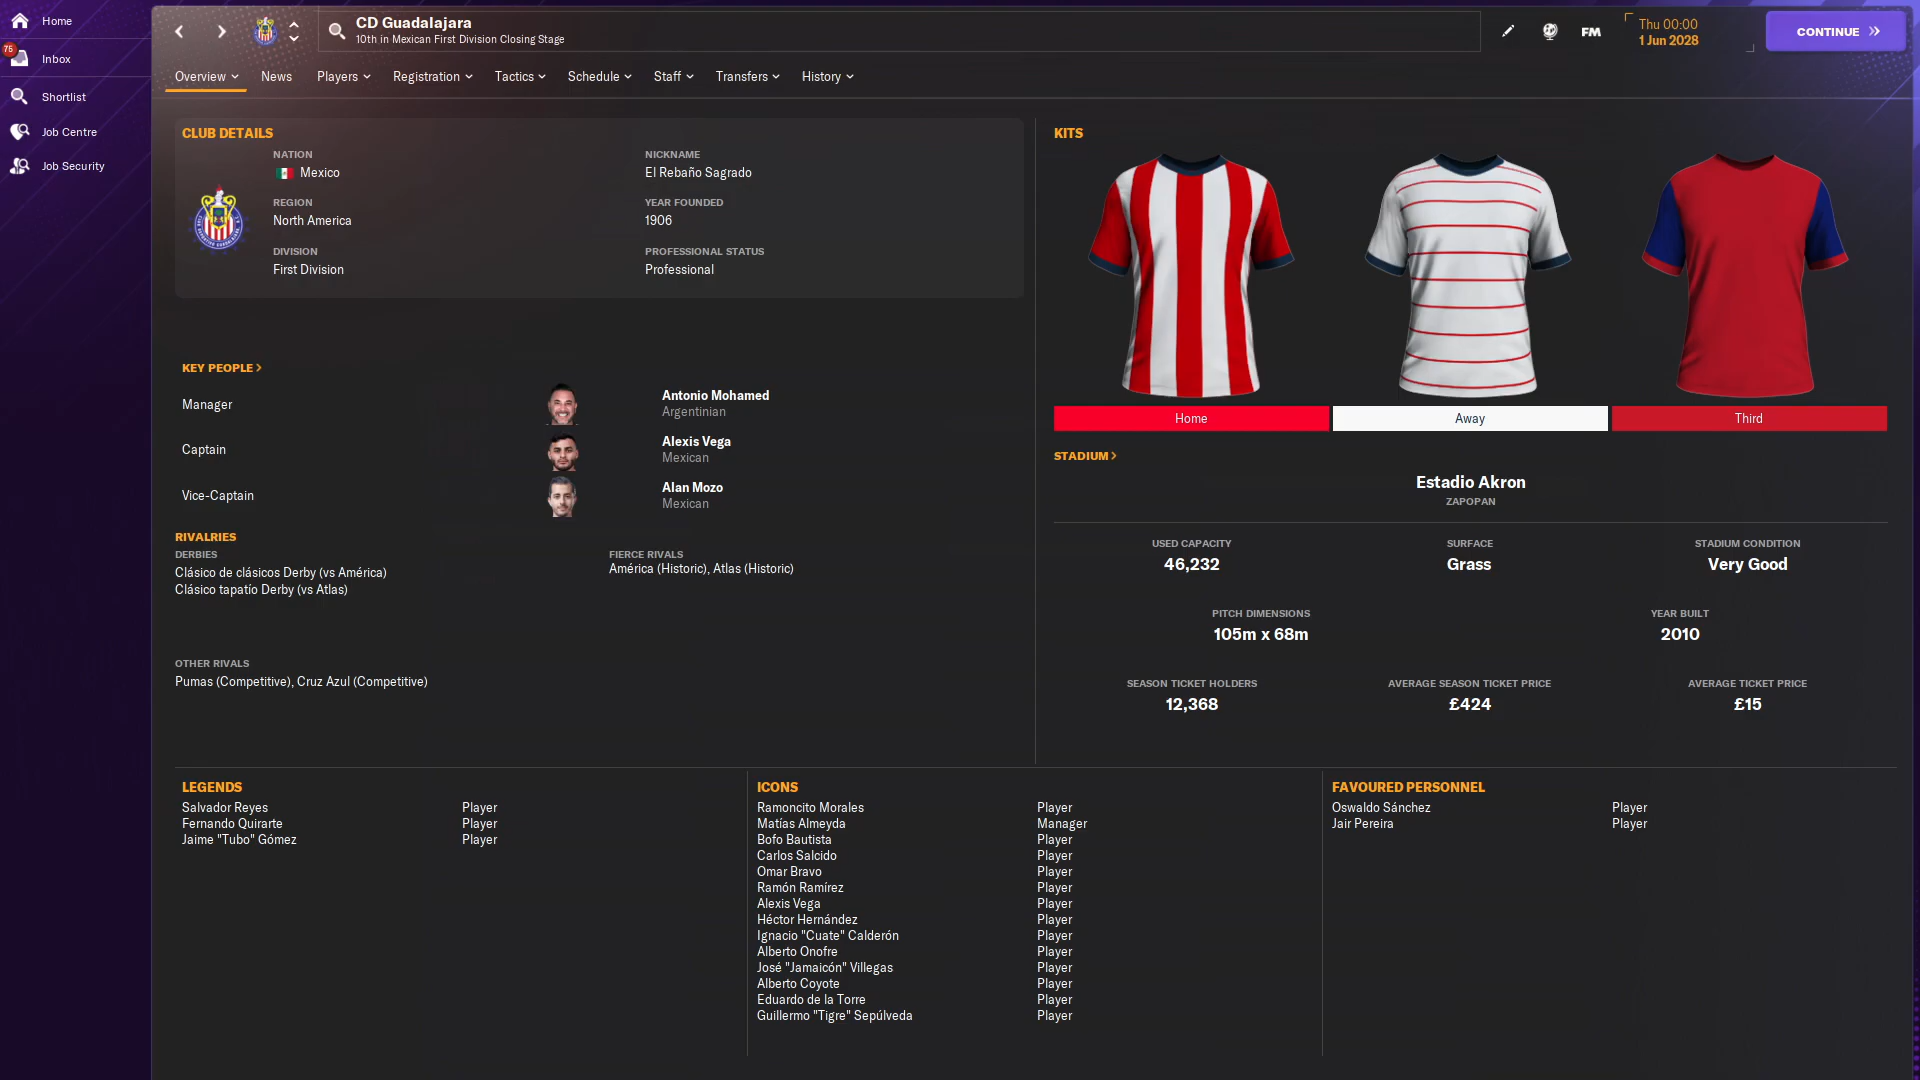 Home
75
Inbox
Shortlist
Job Centre
Job Security
CD Guadalajara
10th in Mexican First Division Closing Stage
FM
Thu 00:00
1 Jun 2028
CONTINUE
Overview
News
Players
Registration
Tactics
Schedule
Staff
Transfers
History
CLUB DETAILS
NATION
Mexico
NICKNAME
El Rebaño Sagrado
REGION
North America
YEAR FOUNDED
1906
DIVISION
First Division
PROFESSIONAL STATUS
Professional
KEY PEOPLE
Manager
Antonio Mohamed
Argentinian
Captain
Alexis Vega
Mexican
Vice-Captain
Alan Mozo
Mexican
RIVALRIES
DERBIES
Clásico de clásicos Derby (vs América)
Clásico tapatío Derby (vs Atlas)
FIERCE RIVALS
América (Historic), Atlas (Historic)
OTHER RIVALS
Pumas (Competitive), Cruz Azul (Competitive)
KITS
Home
Away
Third
STADIUM
Estadio Akron
ZAPOPAN
USED CAPACITY
46,232
SURFACE
Grass
STADIUM CONDITION
Very Good
PITCH DIMENSIONS
105m x 68m
YEAR BUILT
2010
SEASON TICKET HOLDERS
12,368
AVERAGE SEASON TICKET PRICE
£424
AVERAGE TICKET PRICE
£15
LEGENDS
Salvador Reyes Player
Fernando Quirarte Player
Jaime "Tubo" Gómez Player
ICONS
Ramoncito Morales Player
Matías Almeyda Manager
Bofo Bautista Player
Carlos Salcido Player
Omar Bravo Player
Ramón Ramírez Player
Alexis Vega Player
Héctor Hernández Player
Ignacio "Cuate" Calderón Player
Alberto Onofre Player
José "Jamaicón" Villegas Player
Alberto Coyote Player
Eduardo de la Torre Player
Guillermo "Tigre" Sepúlveda Player
FAVOURED PERSONNEL
Oswaldo Sánchez Player
Jair Pereira Player